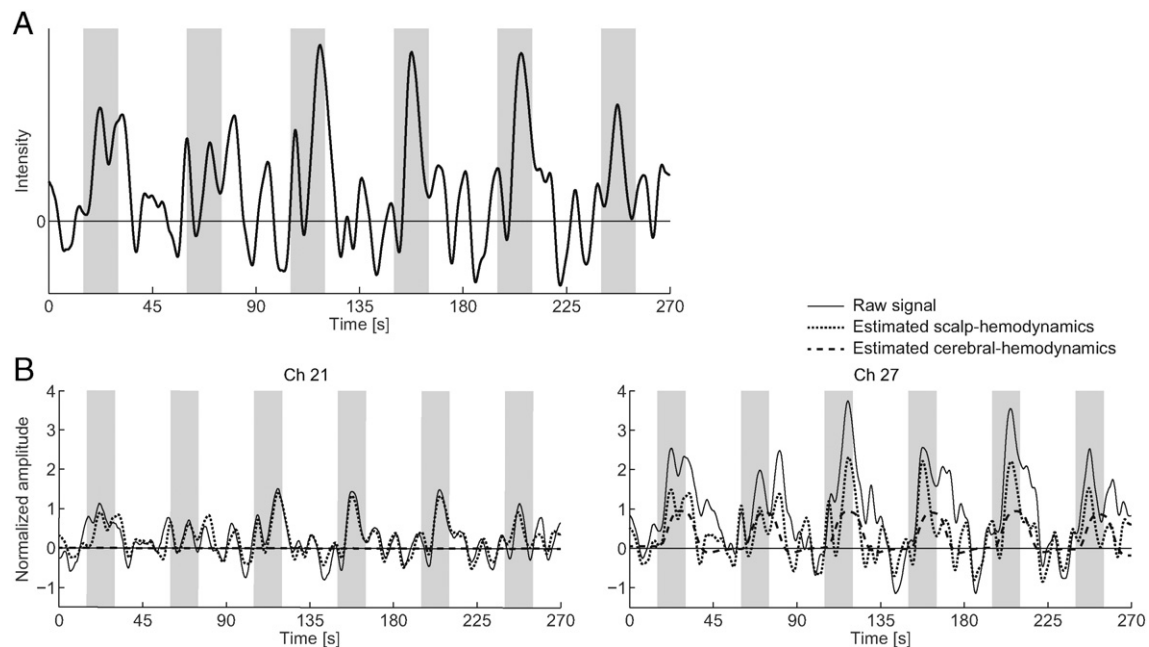 A
Intensity
0
0 45 90 135 180 225 270
Time [s]
Raw signal
Estimated scalp-hemodynamics
Estimated cerebral-hemodynamics
B
Ch 21
Normalized amplitude
4
3
2
1
0
−1
0 45 90 135 180 225 270
Time [s]
Ch 27
4
3
2
1
0
−1
0 45 90 135 180 225 270
Time [s]